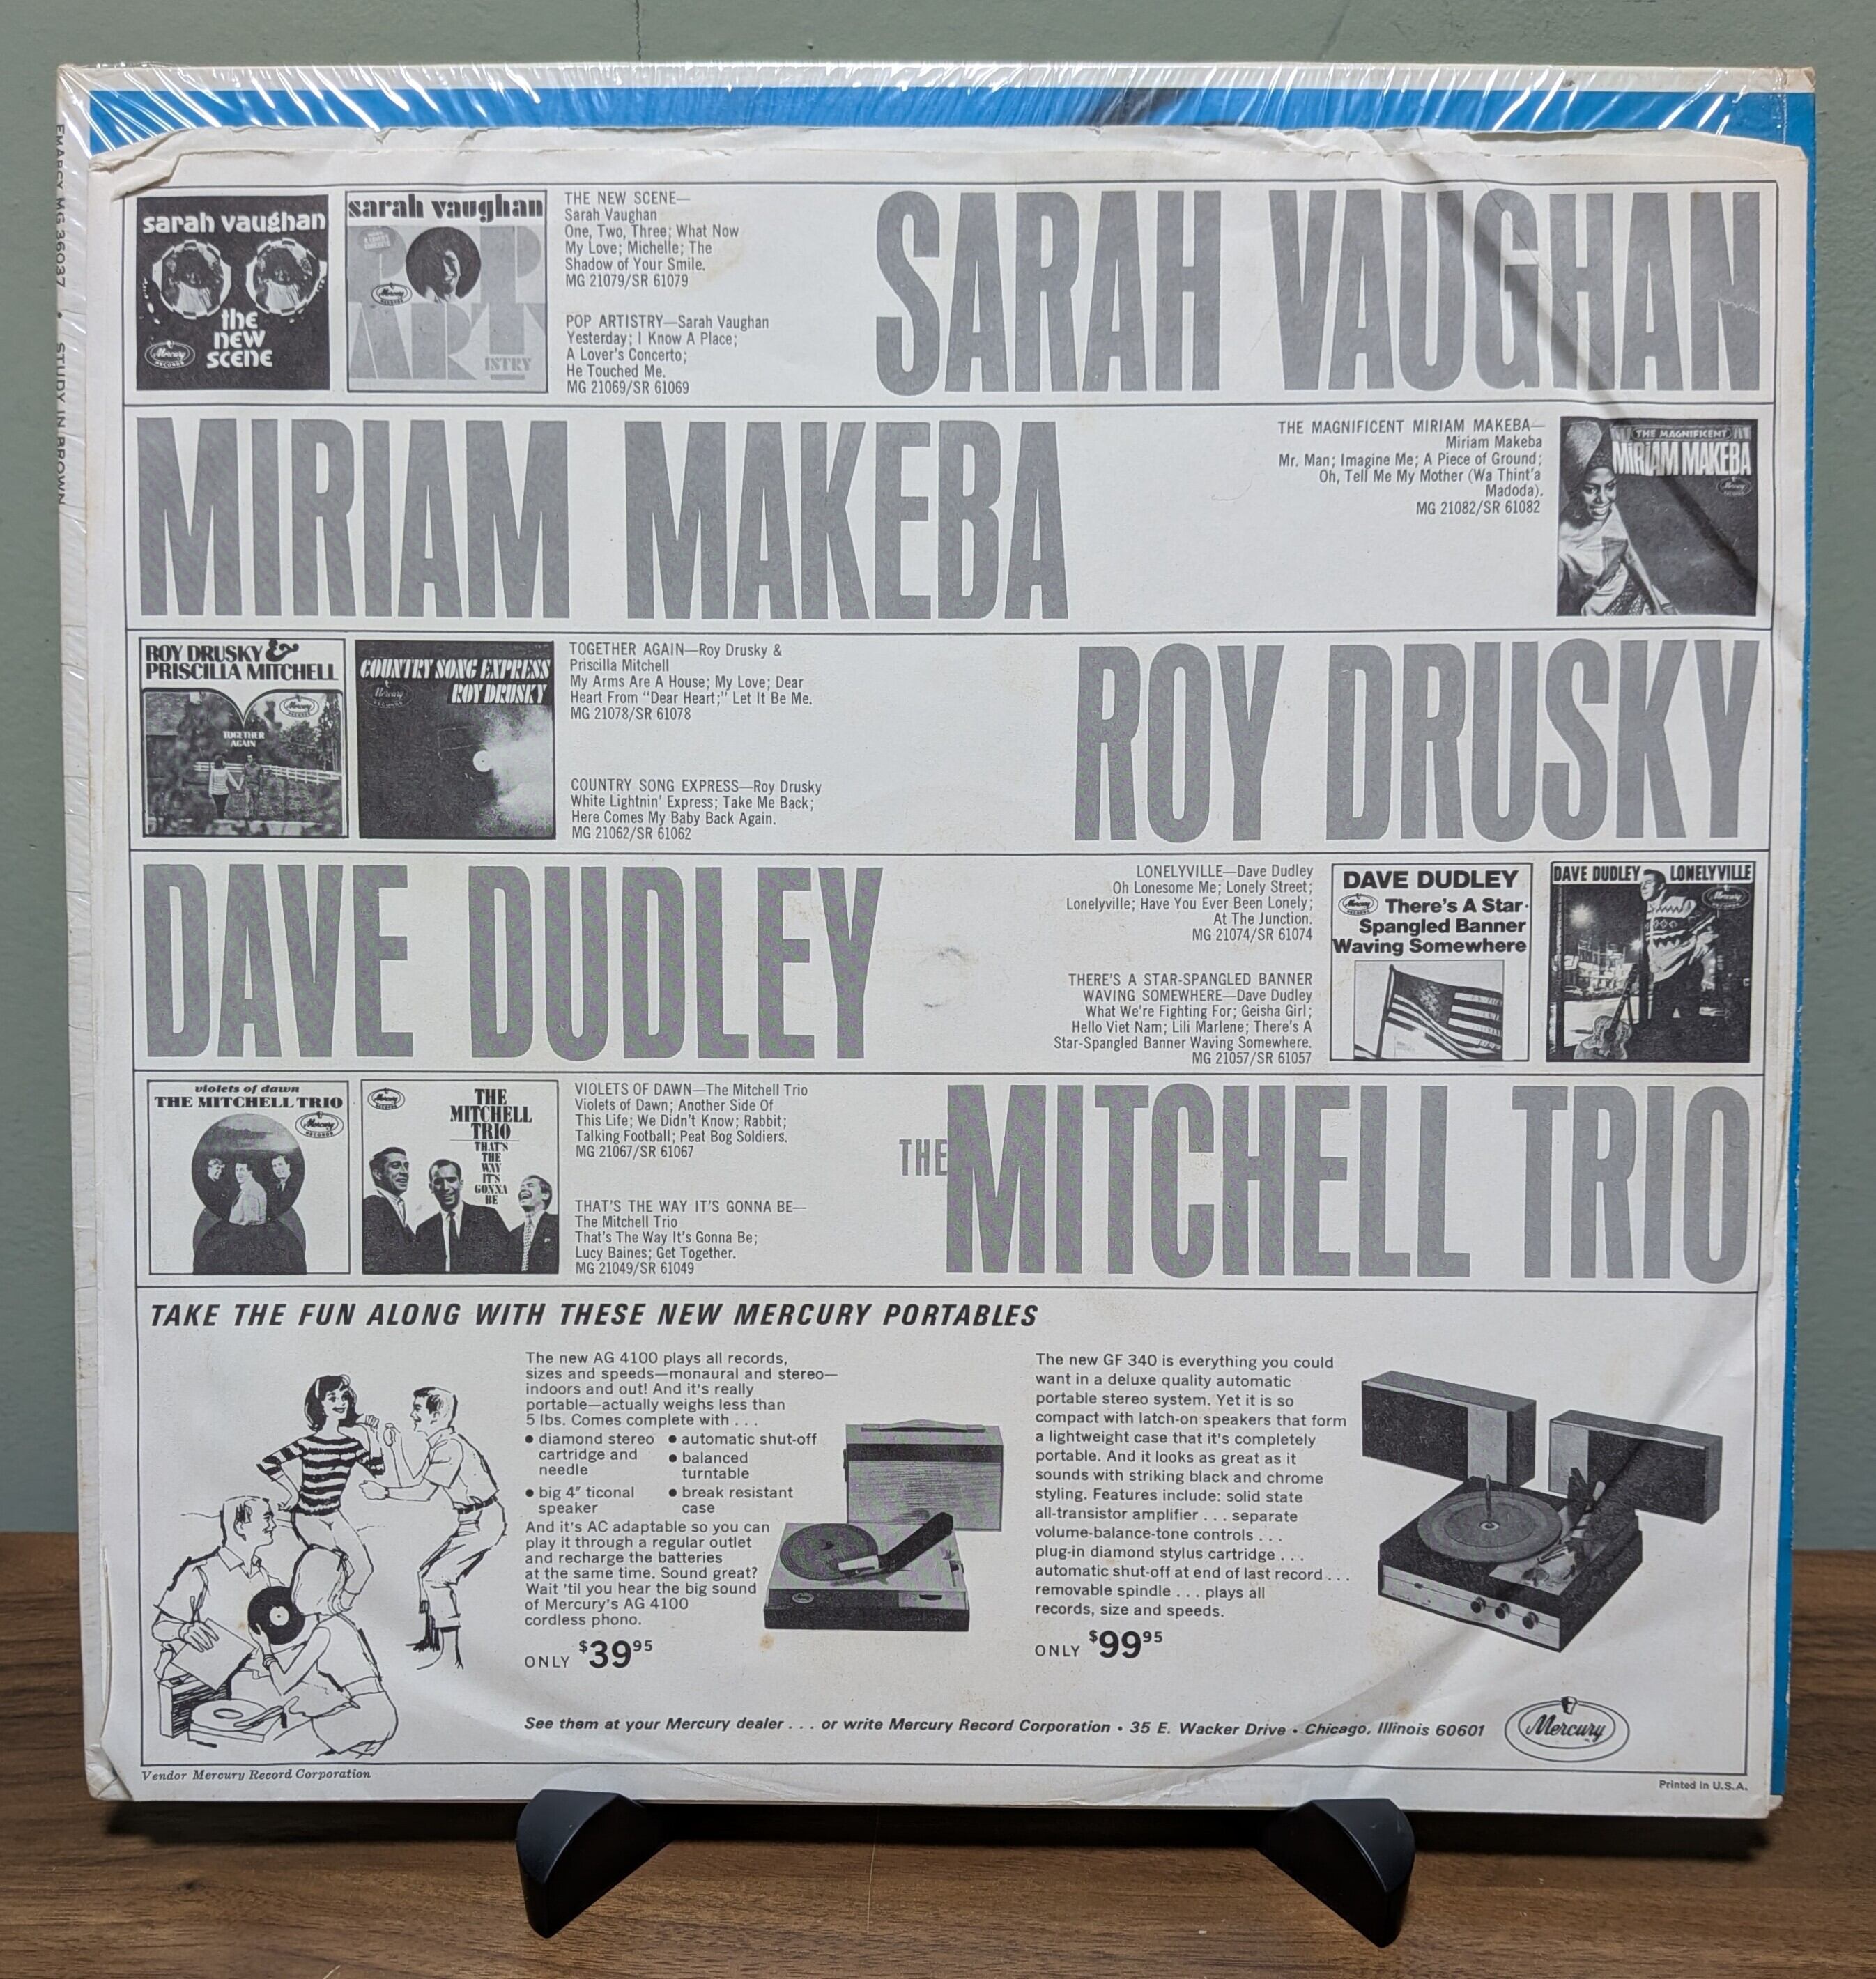 EMARCY MG 36037 • STUDY IN BROWN
sarah vaughan
the
new
scene
Mercury
RECORDS
sarah vaughan
POP
ART
ISTRY
Mercury
RECORDS
THE NEW SCENE—
Sarah Vaughan
One, Two, Three; What Now
My Love; Michelle; The
Shadow of Your Smile.
MG 21079/SR 61079
POP ARTISTRY—Sarah Vaughan
Yesterday; I Know A Place;
A Lover's Concerto;
He Touched Me.
MG 21069/SR 61069
SARAH VAUGHAN
MIRIAM MAKEBA
THE MAGNIFICENT MIRIAM MAKEBA—
Miriam Makeba
Mr. Man; Imagine Me; A Piece of Ground;
Oh, Tell Me My Mother (Wa Thint'a
Madoda).
MG 21082/SR 61082
THE MAGNIFICENT
MIRIAM MAKEBA
Mercury
ROY DRUSKY &
PRISCILLA MITCHELL
Mercury
RECORDS
TOGETHER
AGAIN
COUNTRY SONG EXPRESS
ROY DRUSKY
Mercury
RECORDS
TOGETHER AGAIN—Roy Drusky &
Priscilla Mitchell
My Arms Are A House; My Love; Dear
Heart From "Dear Heart;" Let It Be Me.
MG 21078/SR 61078
COUNTRY SONG EXPRESS—Roy Drusky
White Lightnin' Express; Take Me Back;
Here Comes My Baby Back Again.
MG 21062/SR 61062
ROY DRUSKY
DAVE DUDLEY
LONELYVILLE—Dave Dudley
Oh Lonesome Me; Lonely Street;
Lonelyville; Have You Ever Been Lonely;
At The Junction.
MG 21074/SR 61074
THERE'S A STAR-SPANGLED BANNER
WAVING SOMEWHERE—Dave Dudley
What We're Fighting For; Geisha Girl;
Hello Viet Nam; Lili Marlene; There's A
Star-Spangled Banner Waving Somewhere.
MG 21057/SR 61057
DAVE DUDLEY
Mercury
RECORDS
There's A Star-
Spangled Banner
Waving Somewhere
DAVE DUDLEY LONELYVILLE
Mercury
RECORDS
violets of dawn
THE MITCHELL TRIO
Mercury
RECORDS
Mercury
RECORDS
THE
MITCHELL
TRIO
THAT'S
THE
WAY
IT'S
GONNA
BE
VIOLETS OF DAWN—The Mitchell Trio
Violets of Dawn; Another Side Of
This Life; We Didn't Know; Rabbit;
Talking Football; Peat Bog Soldiers.
MG 21067/SR 61067
THAT'S THE WAY IT'S GONNA BE—
The Mitchell Trio
That's The Way It's Gonna Be;
Lucy Baines; Get Together.
MG 21049/SR 61049
THE MITCHELL TRIO
TAKE THE FUN ALONG WITH THESE NEW MERCURY PORTABLES
The new AG 4100 plays all records,
sizes and speeds—monaural and stereo—
indoors and out! And it's really
portable—actually weighs less than
5 lbs. Comes complete with . . .
• diamond stereo
cartridge and
needle
• big 4″ ticonal
speaker
• automatic shut-off
• balanced
turntable
• break resistant
case
And it's AC adaptable so you can
play it through a regular outlet
and recharge the batteries
at the same time. Sound great?
Wait 'til you hear the big sound
of Mercury's AG 4100
cordless phono.
ONLY $39 95
The new GF 340 is everything you could
want in a deluxe quality automatic
portable stereo system. Yet it is so
compact with latch-on speakers that form
a lightweight case that it's completely
portable. And it looks as great as it
sounds with striking black and chrome
styling. Features include: solid state
all-transistor amplifier . . . separate
volume-balance-tone controls . . .
plug-in diamond stylus cartridge . . .
automatic shut-off at end of last record . . .
removable spindle . . . plays all
records, size and speeds.
ONLY $99 95
See them at your Mercury dealer . . . or write Mercury Record Corporation • 35 E. Wacker Drive • Chicago, Illinois 60601
Mercury
Vendor Mercury Record Corporation
Printed in U.S.A.